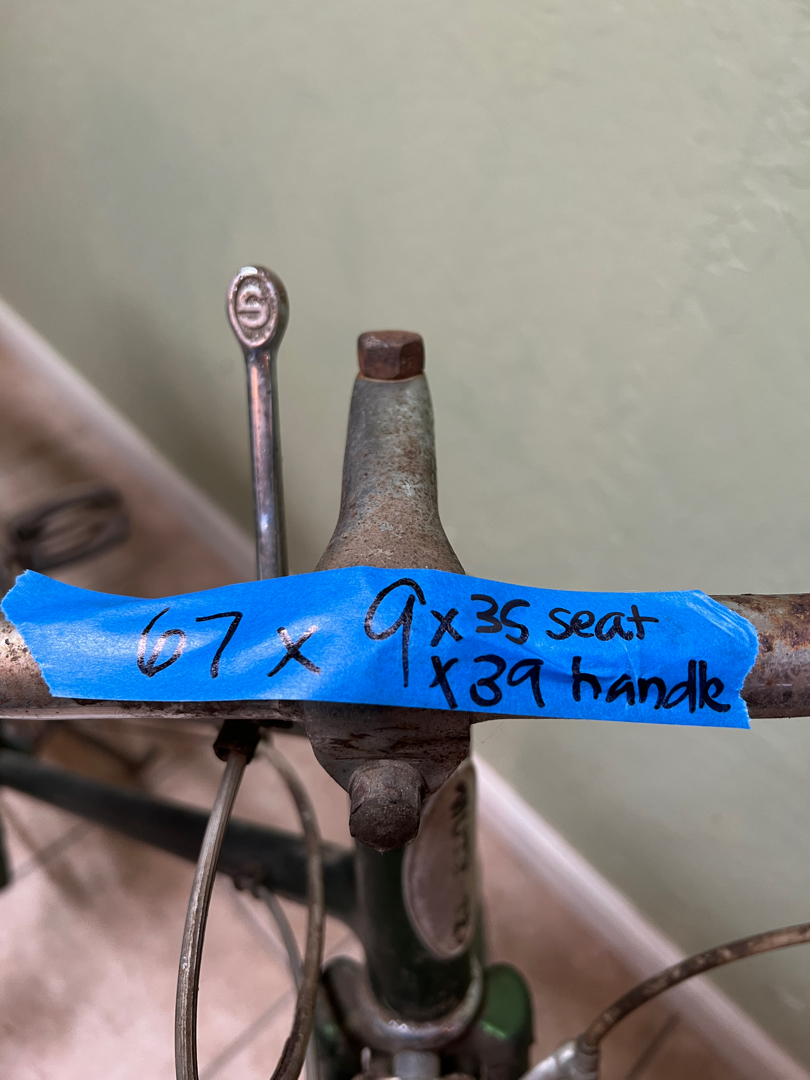 S
67 x 9 x 35 seat
x 39 handle